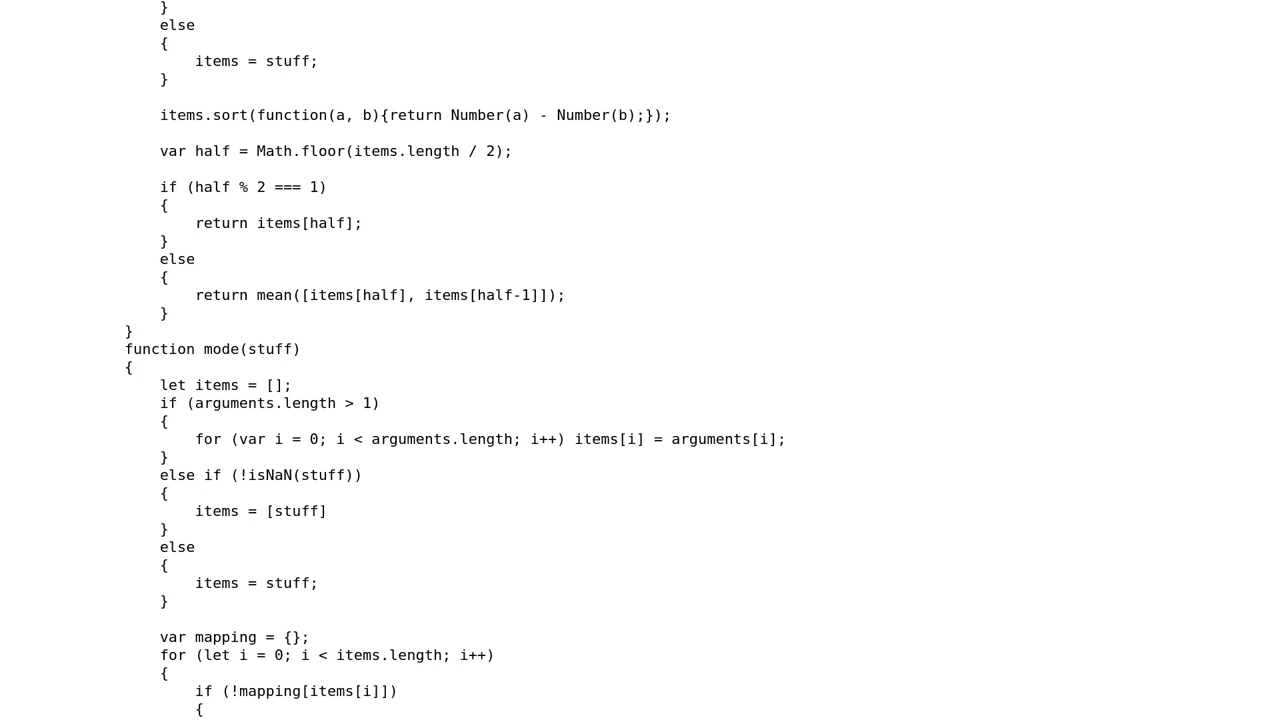 }
else
{
items = stuff;
}
items.sort(function(a, b){return Number(a) - Number(b);});
var half = Math.floor(items.length / 2);
if (half % 2 === 1)
{
return items[half];
}
else
{
return mean([items[half], items[half-1]]);
}
}
function mode(stuff)
{
let items = [];
if (arguments.length > 1)
{
for (var i = 0; i < arguments.length; i++) items[i] = arguments[i];
}
else if (!isNaN(stuff))
{
items = [stuff]
}
else
{
items = stuff;
}
var mapping = {};
for (let i = 0; i < items.length; i++)
{
if (!mapping[items[i]])
{